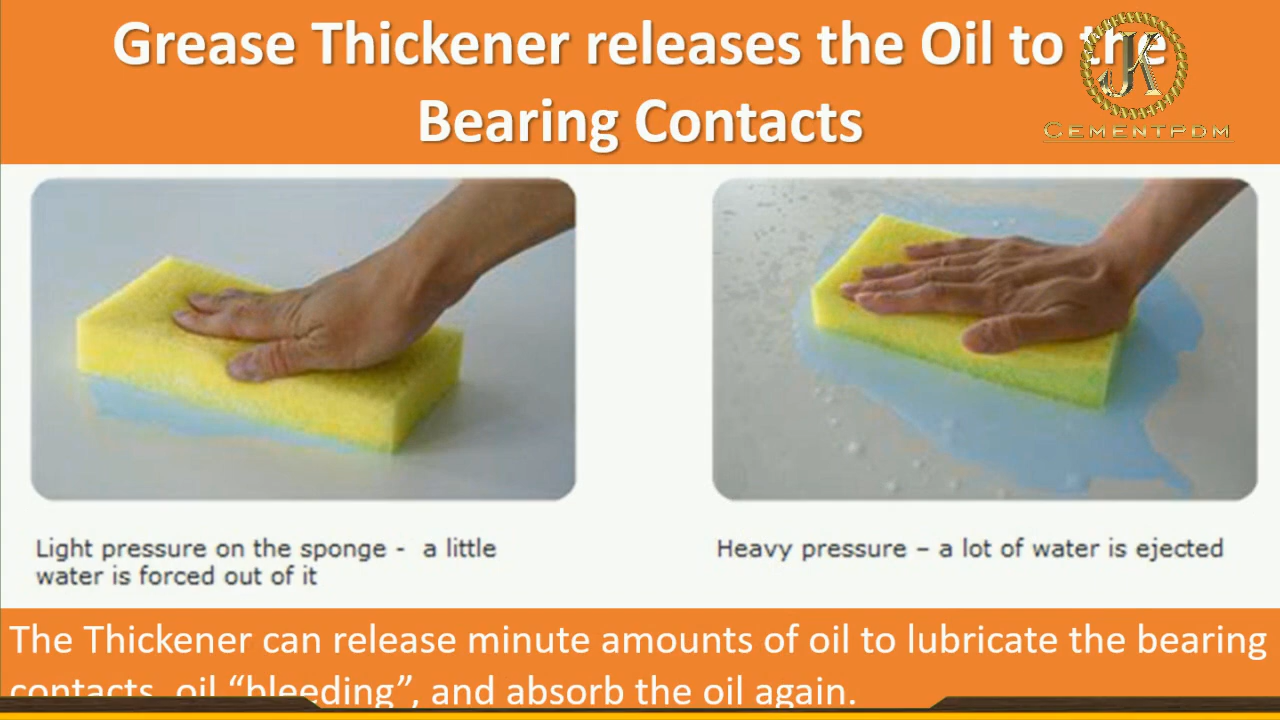 Grease Thickener releases the Oil to the
Bearing Contacts
JK
CEMENTPDM
Light pressure on the sponge - a little
water is forced out of it
Heavy pressure – a lot of water is ejected
The Thickener can release minute amounts of oil to lubricate the bearing
contacts, oil “bleeding”, and absorb the oil again.